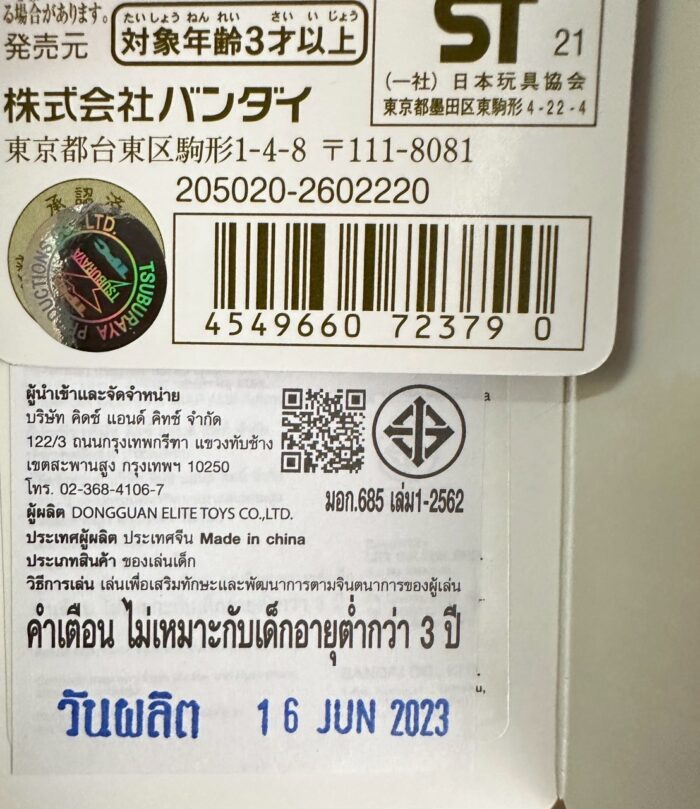 る場合があります。
たいしょうねんれい さいいじょう
発売元 対象年齢3才以上
ST 21
(一社)日本玩具協会
東京都墨田区東駒形4-22-4
株式会社バンダイ
東京都台東区駒形1-4-8 〒111-8081
205020-2602220
承認済
TSUBURAYA PRODUCTIONS CO., LTD.
TSUBURAYA
4549660 72379 0
ผู้นำเข้าและจัดจำหน่าย
บริษัท คิดซ์ แอนด์ คิทซ์ จำกัด
122/3 ถนนกรุงเทพกรีฑา แขวงทับช้าง
เขตสะพานสูง กรุงเทพฯ 10250
โทร. 02-368-4106-7
มอก.685 เล่ม1-2562
ผู้ผลิต DONGGUAN ELITE TOYS CO.,LTD.
ประเทศผู้ผลิต ประเทศจีน Made in china
ประเภทสินค้า ของเล่นเด็ก
วิธีการเล่น เล่นเพื่อเสริมทักษะและพัฒนาการตามจินตนาการของผู้เล่น
คำเตือน ไม่เหมาะกับเด็กอายุต่ำกว่า 3 ปี
วันผลิต 16 JUN 2023